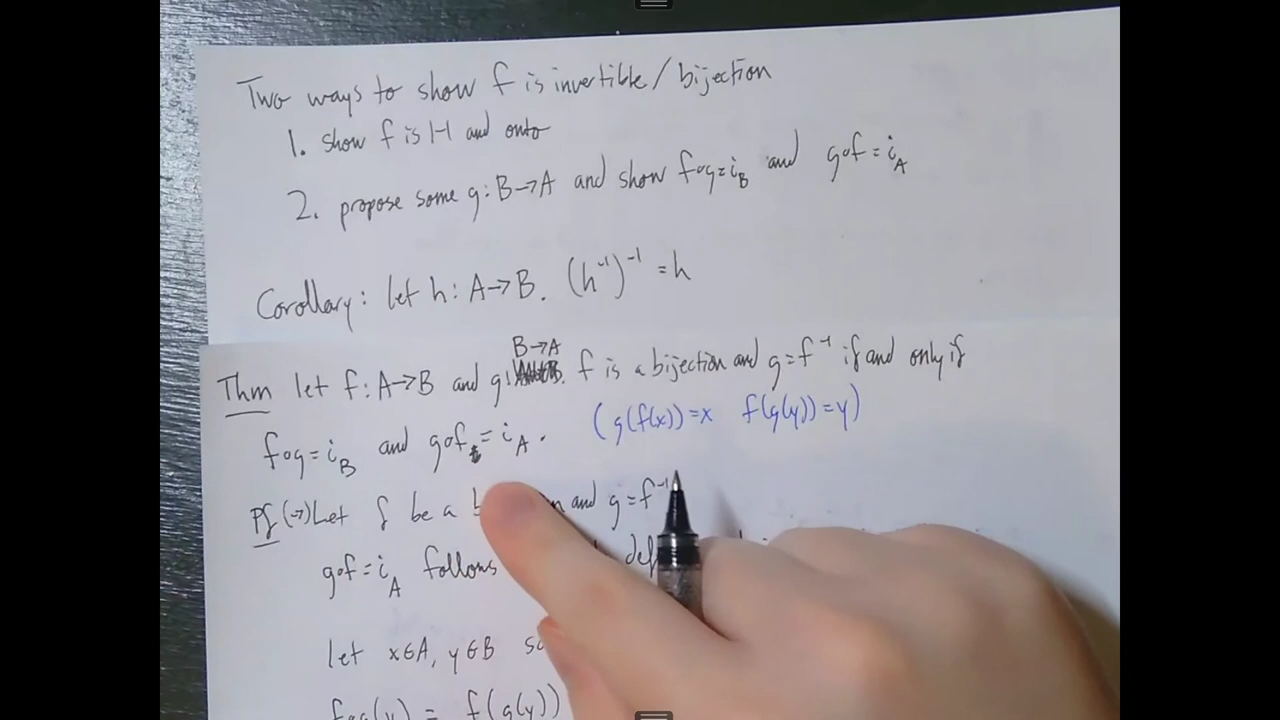 Two ways to show f is invertible/bijection
1. show f is 1-1 and onto
2. propose some g: B→A and show f∘g=i_B and g∘f=i_A
Corollary: let h: A→B. (h⁻¹)⁻¹ = h
B→A
Thm let f: A→B and g: f is a bijection and g=f⁻¹ if and only if
f∘g=i_B and g∘f=i_A. (g(f(x))=x f(g(y))=y)
Pf (→) Let f be a and g=f⁻¹
g∘f=i_A follows
let x∈A, y∈B
f∘g(y) = f(g(y))